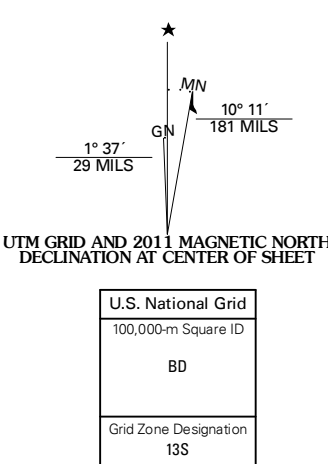 ★
MN
GN
10° 11´
181 MILS
1° 37´
29 MILS
UTM GRID AND 2011 MAGNETIC NORTH
DECLINATION AT CENTER OF SHEET
U.S. National Grid
100,000-m Square ID
BD
Grid Zone Designation
13S